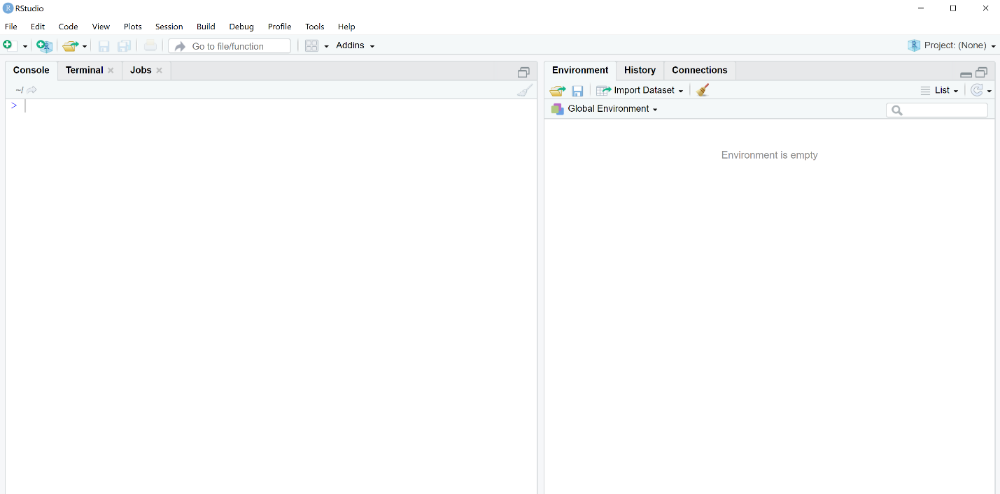 RStudio
File Edit Code View Plots Session Build Debug Profile Tools Help
Go to file/function Addins Project: (None)
Console Terminal Jobs
~/
>
Environment History Connections
Import Dataset List
Global Environment
Environment is empty